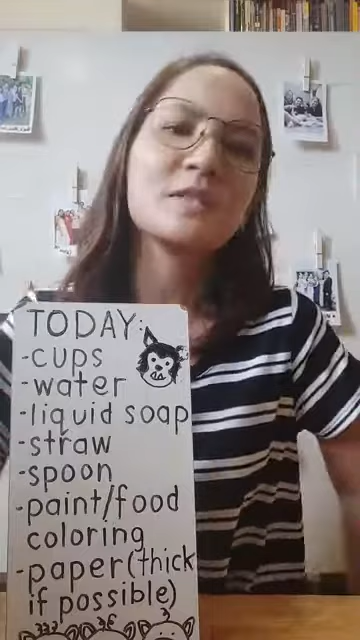 TODAY:
-cups
-water
-liquid soap
-straw
-spoon
-paint/food
coloring
-paper(thick
if possible)